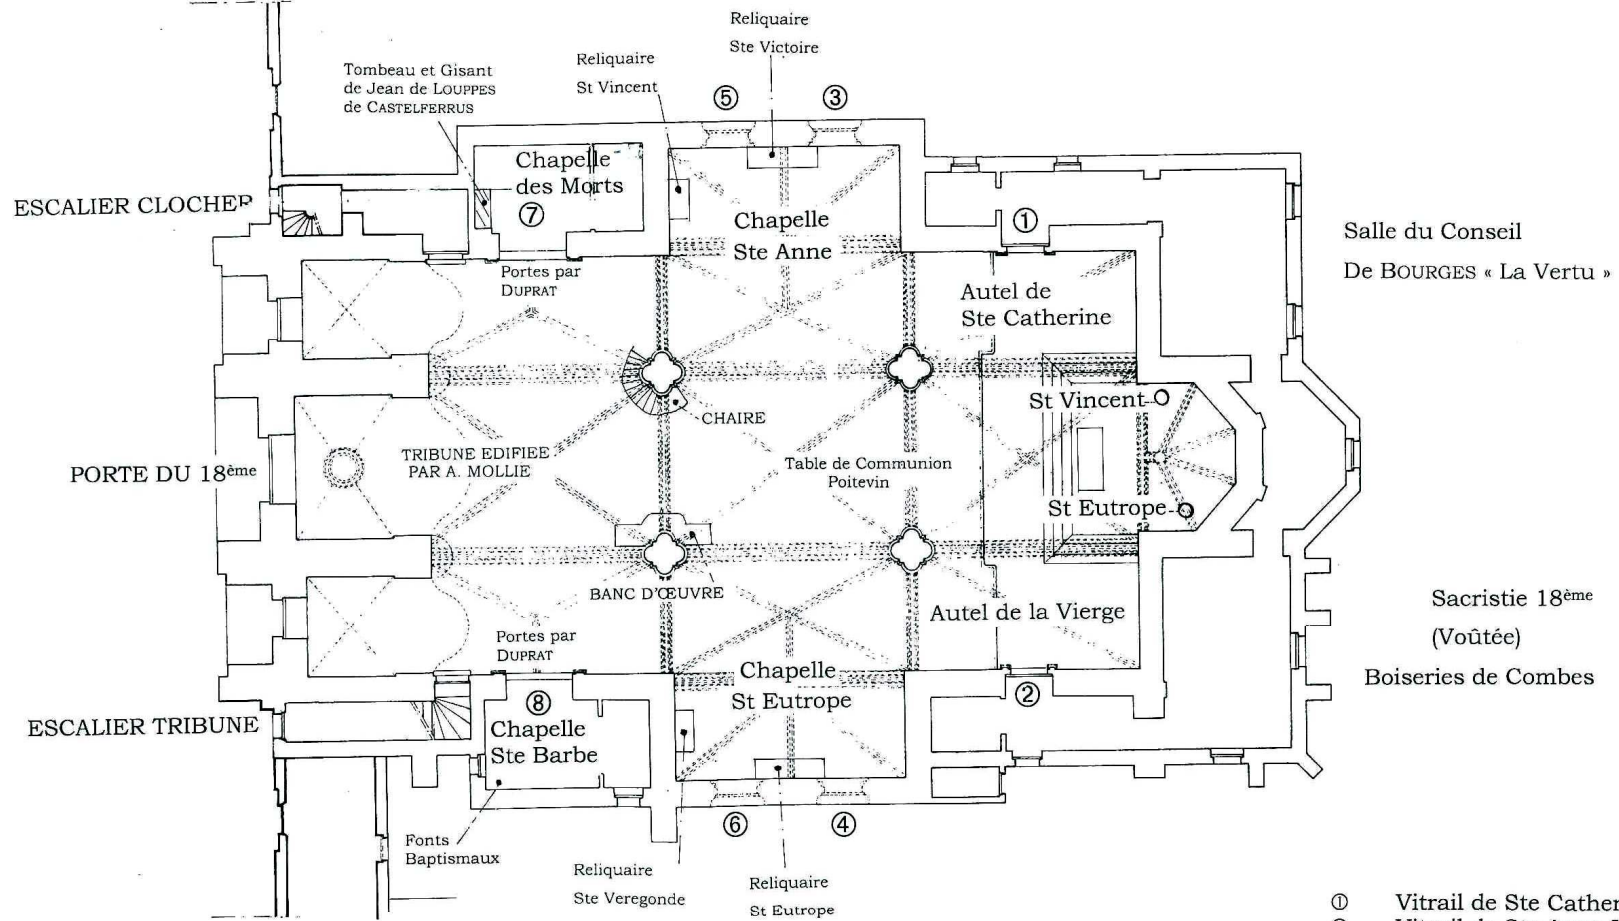 Reliquaire
Ste Victoire
Reliquaire
St Vincent
Tombeau et Gisant
de Jean de LOUPPES
de CASTELFERRUS
⑤
③
Chapelle
des Morts
⑦
ESCALIER CLOCHER
Chapelle
Ste Anne
①
Salle du Conseil
De BOURGES « La Vertu »
Portes par
DUPRAT
Autel de
Ste Catherine
St Vincent
CHAIRE
TRIBUNE EDIFIEE
PAR A. MOLLIE
PORTE DU 18ème
Table de Communion
Poitevin
St Eutrope
BANC D'ŒUVRE
Autel de la Vierge
Sacristie 18ème
(Voûtée)
Boiseries de Combes
Portes par
DUPRAT
Chapelle
St Eutrope
②
⑧
ESCALIER TRIBUNE
Chapelle
Ste Barbe
⑥
④
Fonts
Baptismaux
Reliquaire
Ste Veregonde
Reliquaire
St Eutrope
① Vitrail de Ste Cather